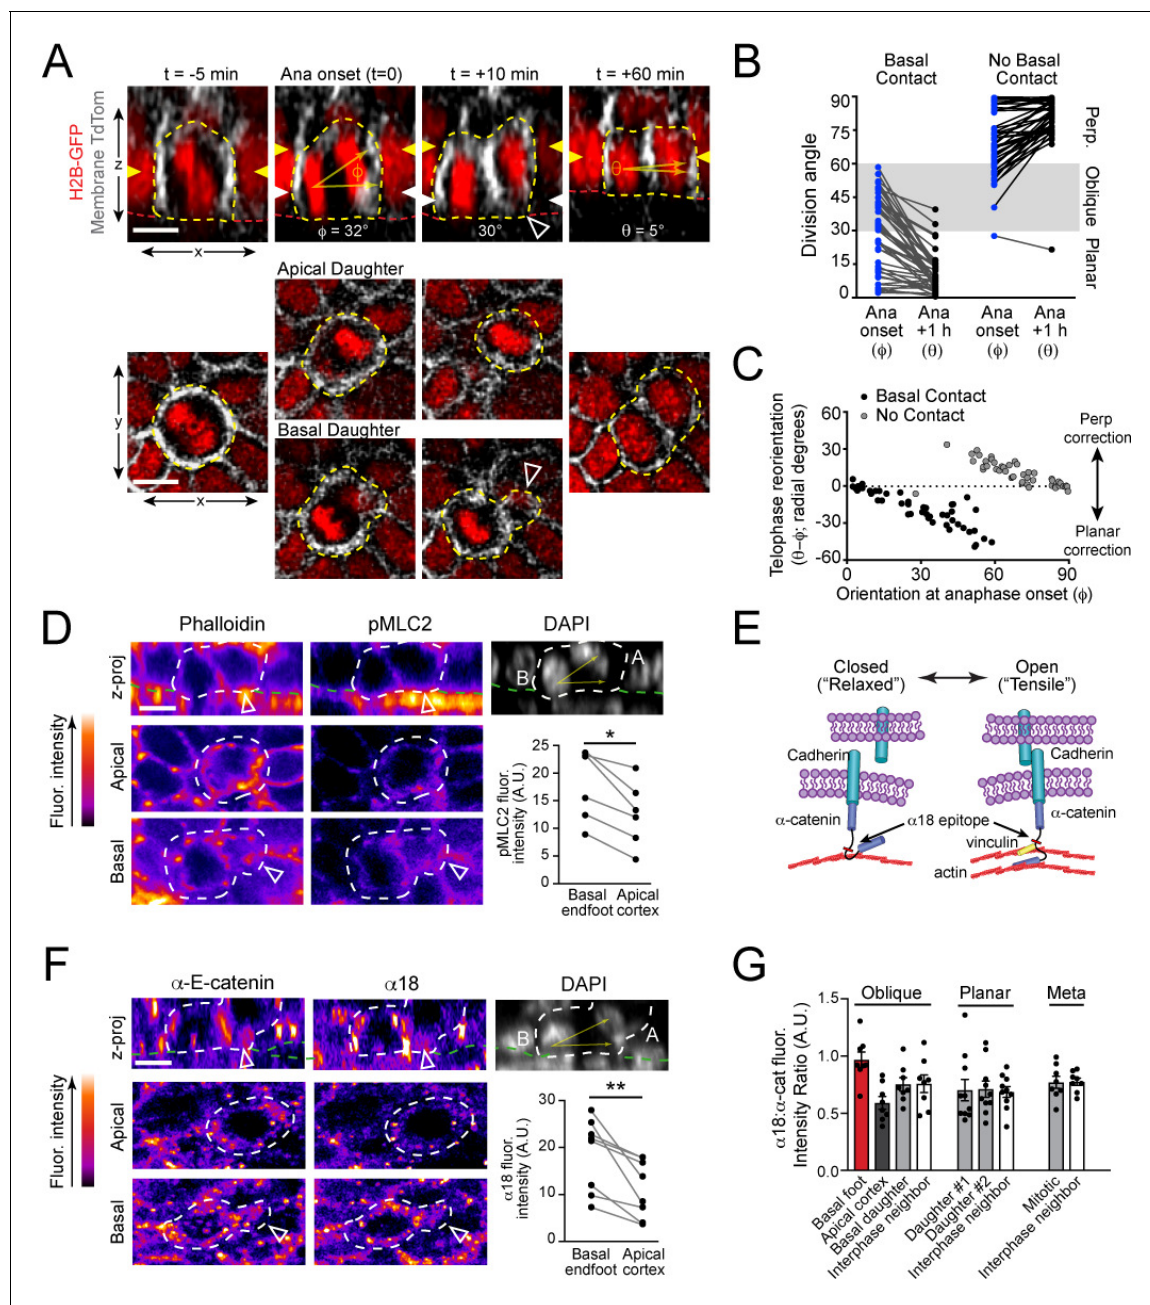 A
t = -5 min
Ana onset (t=0)
t = +10 min
t = +60 min
H2B-GFP
Membrane TdTom
z
x
ϕ
ϕ = 32°
30°
θ
θ = 5°
Apical Daughter
Basal Daughter
y
x
x
B
Basal Contact
No Basal Contact
Division angle
90
75
60
45
30
15
0
Perp.
Oblique
Planar
Ana onset (ϕ)
Ana +1 h (θ)
Ana onset (ϕ)
Ana +1 h (θ)
C
Basal Contact
No Contact
Telophase reorientation (θ-ϕ; radial degrees)
60
30
0
-30
-60
0
30
60
90
Orientation at anaphase onset (ϕ)
Perp correction
Planar correction
D
Phalloidin
pMLC2
DAPI
z-proj
Apical
Basal
Fluor. intensity
B
A
*
pMLC2 fluor. intensity (A.U.)
25
20
15
10
5
0
Basal endfoot
Apical cortex
E
Closed ("Relaxed")
Open ("Tensile")
Cadherin
Cadherin
α-catenin
α18 epitope
α-catenin
vinculin
actin
F
α-E-catenin
α18
DAPI
z-proj
Apical
Basal
Fluor. intensity
B
A
**
α18 fluor. intensity (A.U.)
30
20
10
0
Basal endfoot
Apical cortex
G
Oblique
Planar
Meta
α18:α-cat fluor. Intensity Ratio (A.U.)
1.5
1.0
0.5
0.0
Basal foot
Apical cortex
Basal daughter
Interphase neighbor
Daughter #1
Daughter #2
Interphase neighbor
Mitotic
Interphase neighbor